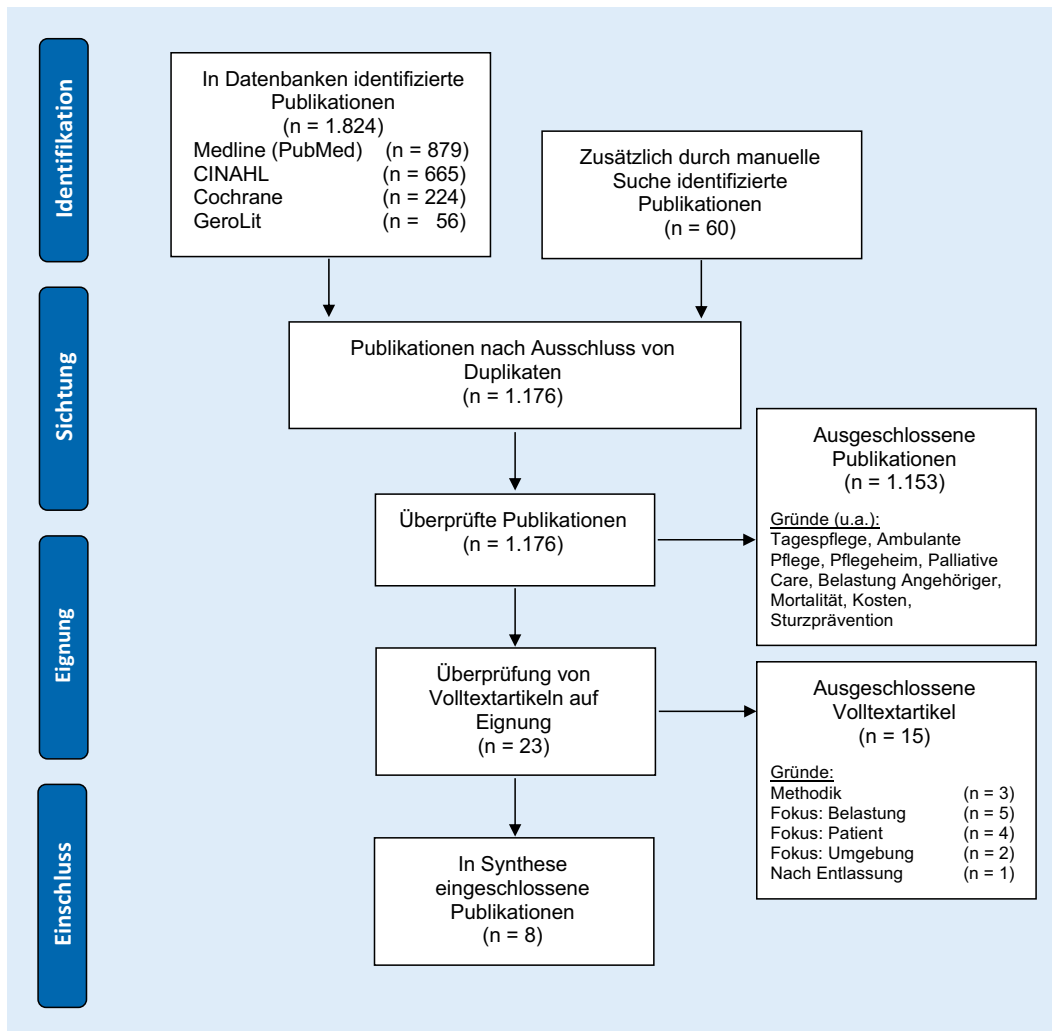 Identifikation
In Datenbanken identifizierte
Publikationen
(n = 1.824)
Medline (PubMed) (n = 879)
CINAHL (n = 665)
Cochrane (n = 224)
GeroLit (n = 56)
Zusätzlich durch manuelle
Suche identifizierte
Publikationen
(n = 60)
Sichtung
Publikationen nach Ausschluss von
Duplikaten
(n = 1.176)
Überprüfte Publikationen
(n = 1.176)
Ausgeschlossene
Publikationen
(n = 1.153)
Gründe (u.a.):
Tagespflege, Ambulante
Pflege, Pflegeheim, Palliative
Care, Belastung Angehöriger,
Mortalität, Kosten,
Sturzprävention
Eignung
Überprüfung von
Volltextartikeln auf
Eignung
(n = 23)
Ausgeschlossene
Volltextartikel
(n = 15)
Gründe:
Methodik (n = 3)
Fokus: Belastung (n = 5)
Fokus: Patient (n = 4)
Fokus: Umgebung (n = 2)
Nach Entlassung (n = 1)
Einschluss
In Synthese
eingeschlossene
Publikationen
(n = 8)